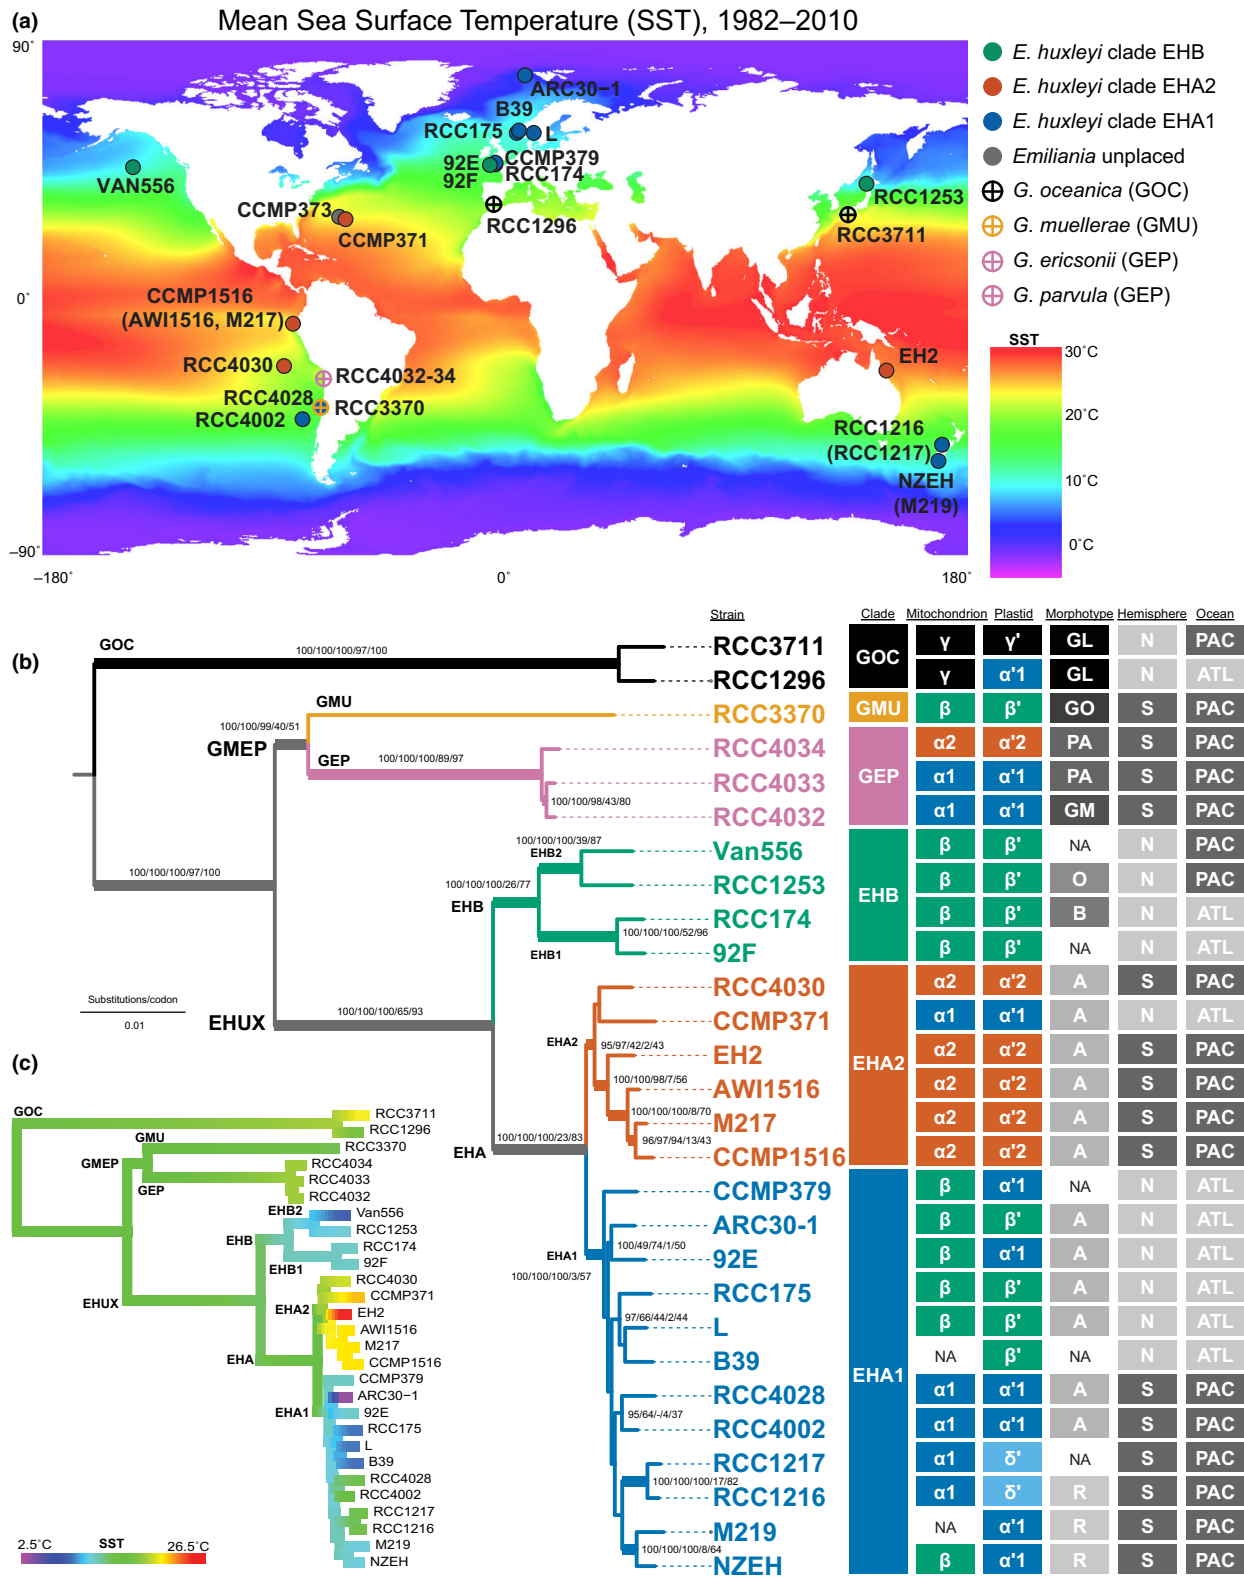 (a)
Mean Sea Surface Temperature (SST), 1982–2010
90°
0°
–90°
–180°
0°
180°
ARC30–1
B39
RCC175
L
92E
92F
CCMP379
RCC174
VAN556
CCMP373
CCMP371
RCC1296
RCC1253
RCC3711
CCMP1516
(AWI1516, M217)
RCC4030
RCC4032-34
RCC4028
RCC3370
RCC4002
EH2
RCC1216
(RCC1217)
NZEH
(M219)
E. huxleyi clade EHB
E. huxleyi clade EHA2
E. huxleyi clade EHA1
Emiliania unplaced
G. oceanica (GOC)
G. muellerae (GMU)
G. ericsonii (GEP)
G. parvula (GEP)
SST
30°C
20°C
10°C
0°C
(b)
Strain Clade Mitochondrion Plastid Morphotype Hemisphere Ocean
RCC3711 γ γ' GL N PAC
GOC
RCC1296 γ α'1 GL N ATL
RCC3370 GMU β β' GO S PAC
RCC4034 α2 α'2 PA S PAC
RCC4033 GEP α1 α'1 PA S PAC
RCC4032 α1 α'1 GM S PAC
Van556 β β' NA N PAC
RCC1253 β β' O N PAC
EHB
RCC174 β β' B N ATL
92F β β' NA N ATL
RCC4030 α2 α'2 A S PAC
CCMP371 α1 α'1 A N ATL
EH2 α2 α'2 A S PAC
EHA2
AWI1516 α2 α'2 A S PAC
M217 α2 α'2 A S PAC
CCMP1516 α2 α'2 A S PAC
CCMP379 β α'1 NA N ATL
ARC30-1 β β' A N ATL
92E β α'1 A N ATL
RCC175 β β' A N ATL
L β β' A N ATL
B39 NA β' NA N ATL
EHA1
RCC4028 α1 α'1 A S PAC
RCC4002 α1 α'1 A S PAC
RCC1217 α1 δ' NA S PAC
RCC1216 α1 δ' R S PAC
M219 NA α'1 R S PAC
NZEH β α'1 R S PAC
GOC
100/100/100/97/100
GMU
100/100/99/40/51
GMEP
GEP
100/100/100/89/97
100/100/98/43/80
100/100/100/39/87
EHB2
100/100/100/97/100
100/100/100/26/77
EHB
100/100/100/52/96
EHB1
Substitutions/codon
0.01
100/100/100/65/93
EHUX
EHA2
95/97/42/2/43
100/100/98/7/56
100/100/100/8/70
100/100/100/23/83
96/97/94/13/43
EHA
100/49/74/1/50
EHA1
100/100/100/3/57
97/66/44/2/44
95/64/-/4/37
100/100/100/17/82
100/100/100/8/64
(c)
GOC
RCC3711
RCC1296
GMU
RCC3370
GMEP
RCC4034
RCC4033
GEP
RCC4032
EHB2
Van556
RCC1253
EHB
RCC174
92F
EHB1
RCC4030
CCMP371
EHUX
EHA2
EH2
AWI1516
M217
EHA
CCMP1516
CCMP379
ARC30–1
EHA1
92E
RCC175
L
B39
RCC4028
RCC4002
RCC1217
RCC1216
M219
NZEH
2.5°C SST 26.5°C